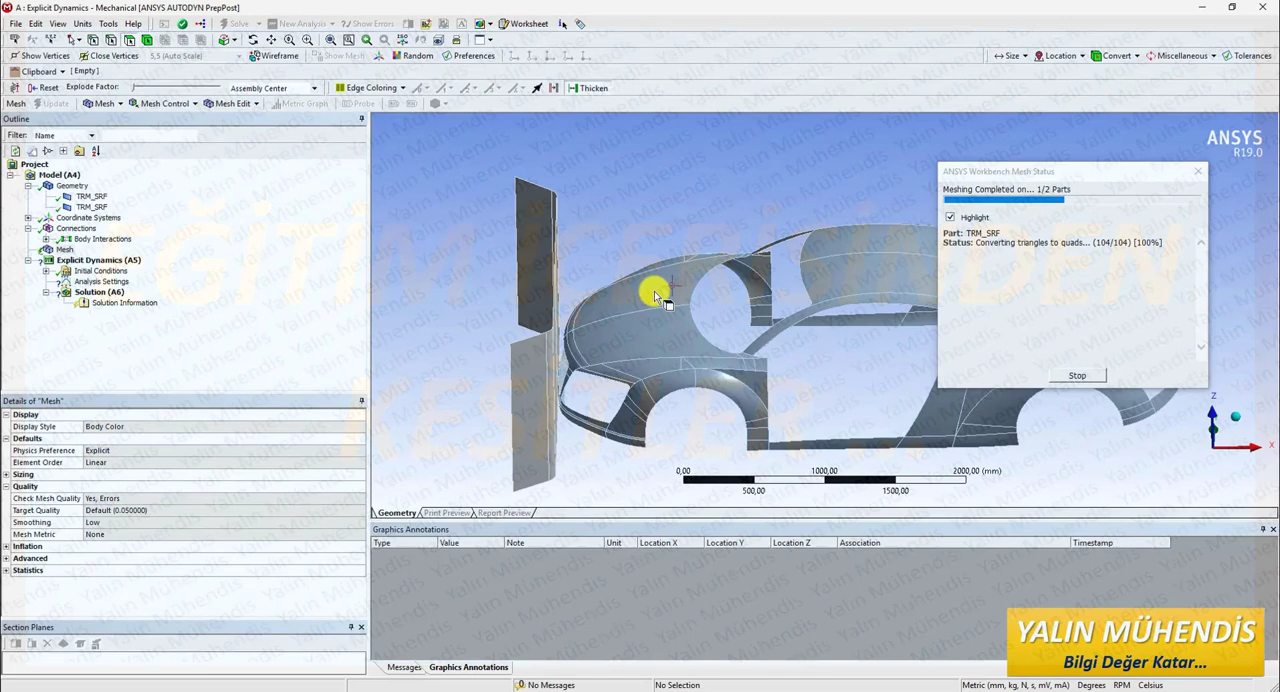 A : Explicit Dynamics - Mechanical [ANSYS AUTODYN PrepPost]
File Edit View Units Tools Help Solve New Analysis Show Errors Worksheet
Show Vertices Close Vertices 5,5 (Auto Scale) Wireframe Show Mesh Random Preferences Size Location Convert Miscellaneous Tolerances
Clipboard [ Empty ]
Reset Explode Factor: Assembly Center Edge Coloring Thicken
Mesh Update Mesh Mesh Control Mesh Edit Metric Graph Probe
Outline
Filter: Name
Project
Model (A4)
Geometry
TRM_SRF
TRM_SRF
Coordinate Systems
Connections
Body Interactions
Mesh
Explicit Dynamics (A5)
Initial Conditions
Analysis Settings
Solution (A6)
Solution Information
Details of "Mesh"
Display
Display Style Body Color
Defaults
Physics Preference Explicit
Element Order Linear
Sizing
Quality
Check Mesh Quality Yes, Errors
Target Quality Default (0.050000)
Smoothing Low
Mesh Metric None
Inflation
Advanced
Statistics
Section Planes
ANSYS
R19.0
ANSYS Workbench Mesh Status
Meshing Completed on... 1/2 Parts
Highlight
Part: TRM_SRF
Status: Converting triangles to quads... (104/104) [100%]
Stop
Z
X
0,00 1000,00 2000,00 (mm)
500,00 1500,00
Geometry Print Preview Report Preview
Graphics Annotations
Type Value Note Unit Location X Location Y Location Z Association Timestamp
Messages Graphics Annotations
No Messages No Selection Metric (mm, kg, N, s, mV, mA) Degrees RPM Celsius
YALIN MÜHENDİS
Bilgi Değer Katar...